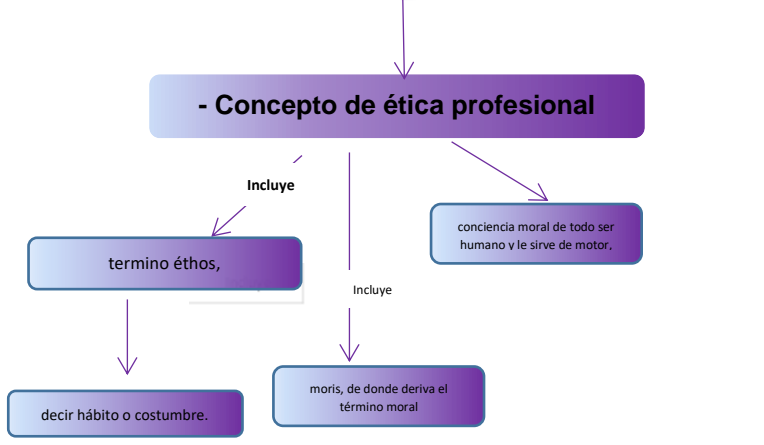 - Concepto de ética profesional
Incluye
conciencia moral de todo ser
humano y le sirve de motor,
termino éthos,
Incluye
moris, de donde deriva el
término moral
decir hábito o costumbre.